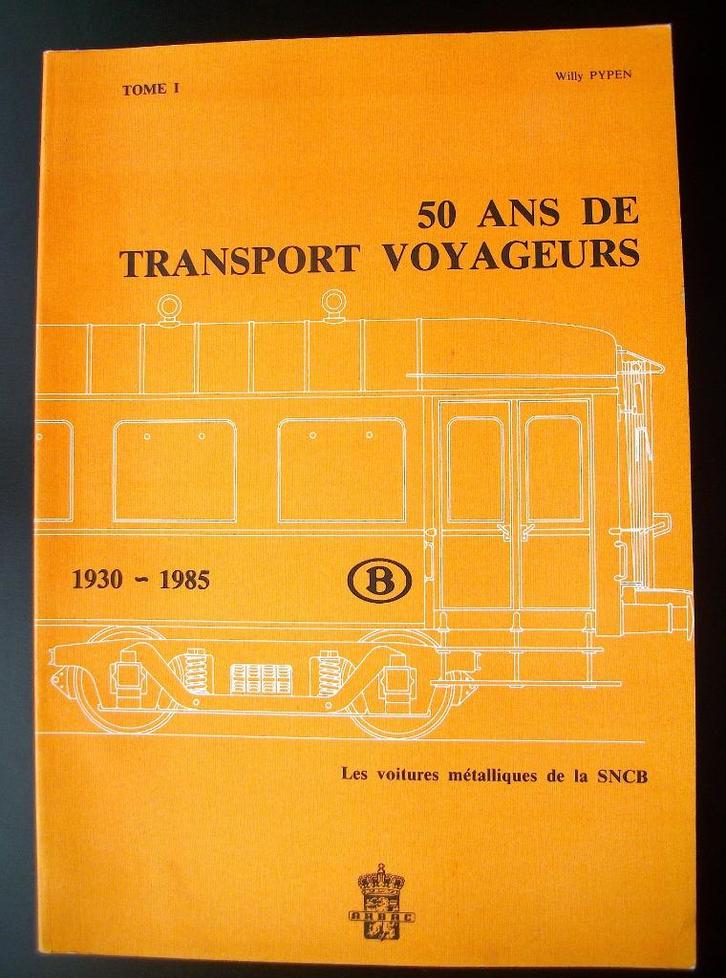 TOME I
Willy PYPEN
50 ANS DE
TRANSPORT VOYAGEURS
1930 ~ 1985
B
Les voitures métalliques de la SNCB
ARBAC